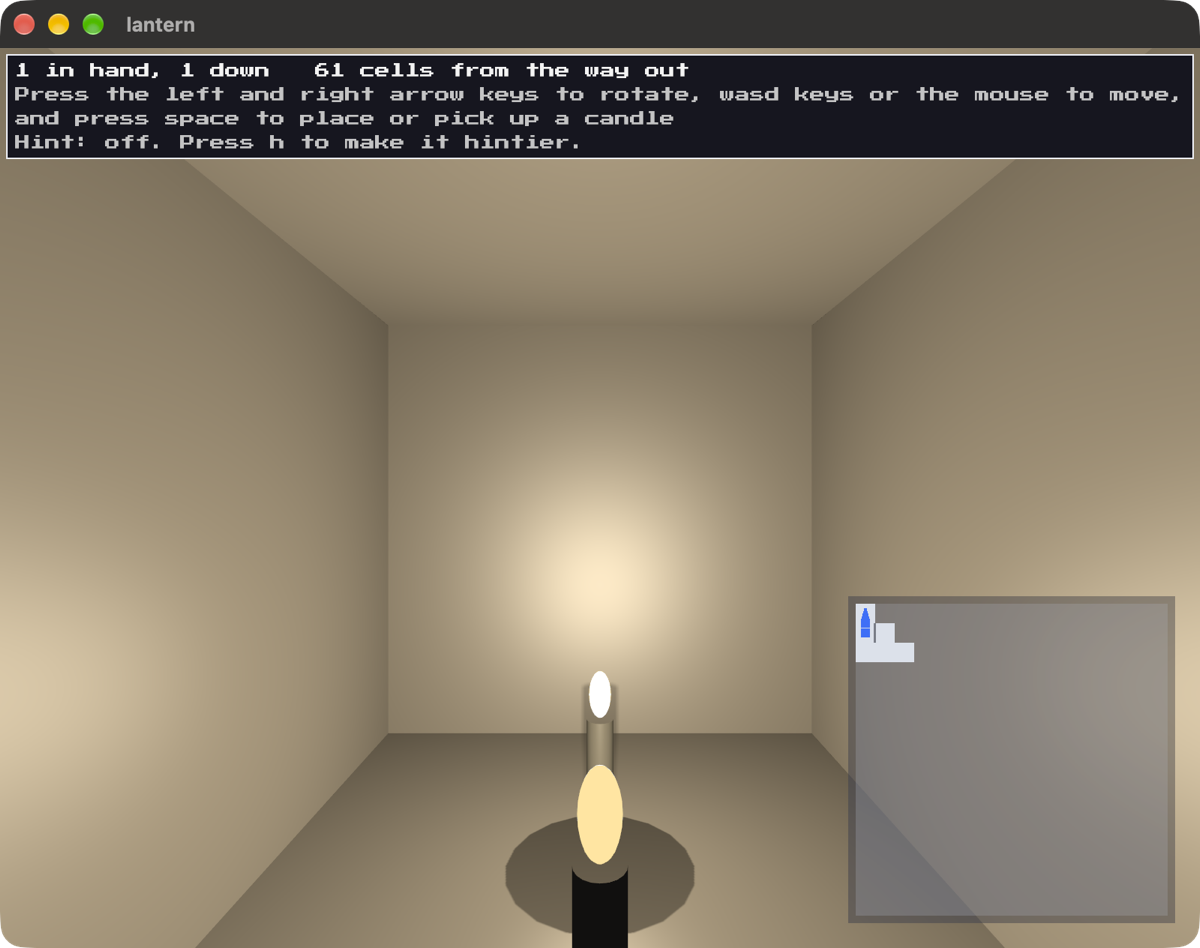 lantern
1 in hand, 1 down   61 cells from the way out
Press the left and right arrow keys to rotate, wasd keys or the mouse to move,
and press space to place or pick up a candle
Hint: off. Press h to make it hintier.